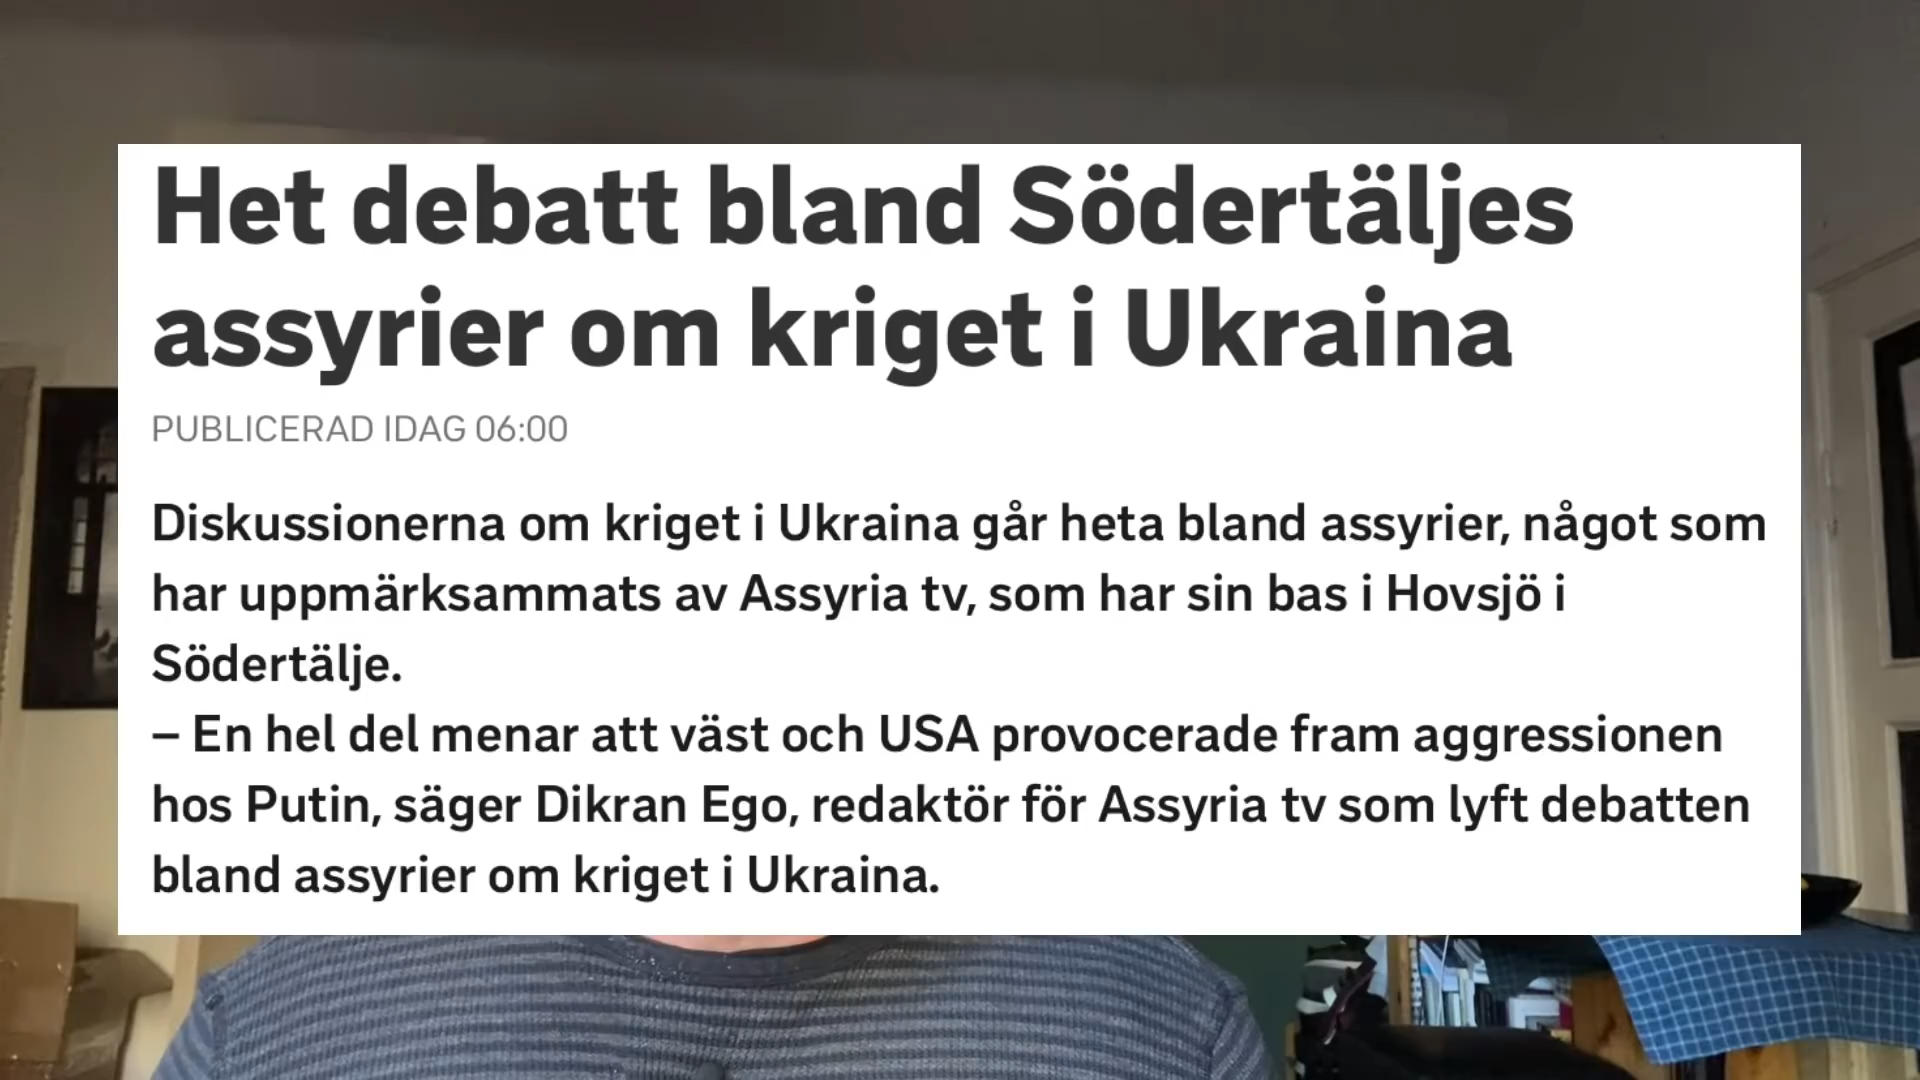 Het debatt bland Södertäljes
assyrier om kriget i Ukraina
PUBLICERAD IDAG 06:00
Diskussionerna om kriget i Ukraina går heta bland assyrier, något som
har uppmärksammats av Assyria tv, som har sin bas i Hovsjö i
Södertälje.
– En hel del menar att väst och USA provocerade fram aggressionen
hos Putin, säger Dikran Ego, redaktör för Assyria tv som lyft debatten
bland assyrier om kriget i Ukraina.